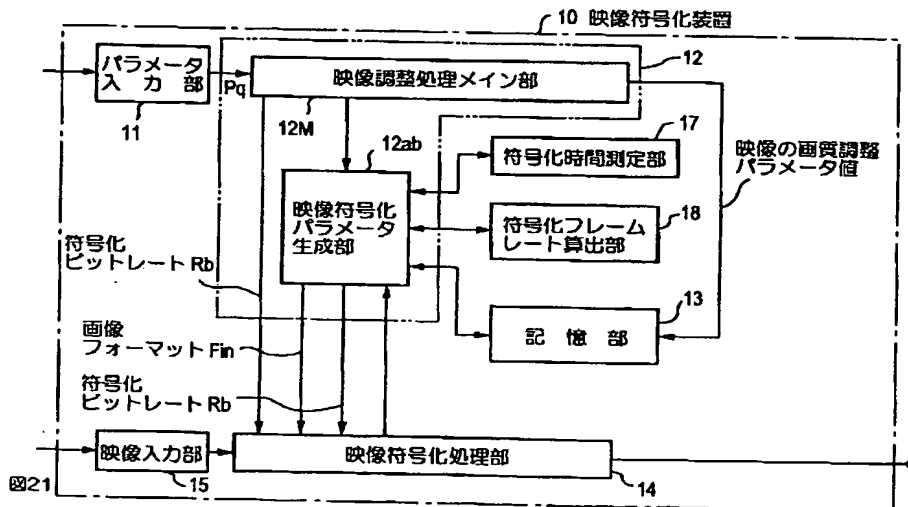 10 映像符号化装置
パラメータ
入力部
11
Pq
映像調整処理メイン部
12
12M
12ab
映像符号化
パラメータ
生成部
17
符号化時間測定部
映像の画質調整
パラメータ値
18
符号化フレーム
レート算出部
符号化
ビットレートRb
13
記憶部
画像
フォーマットFin
符号化
ビットレートRb
映像入力部
15
映像符号化処理部
14
図21